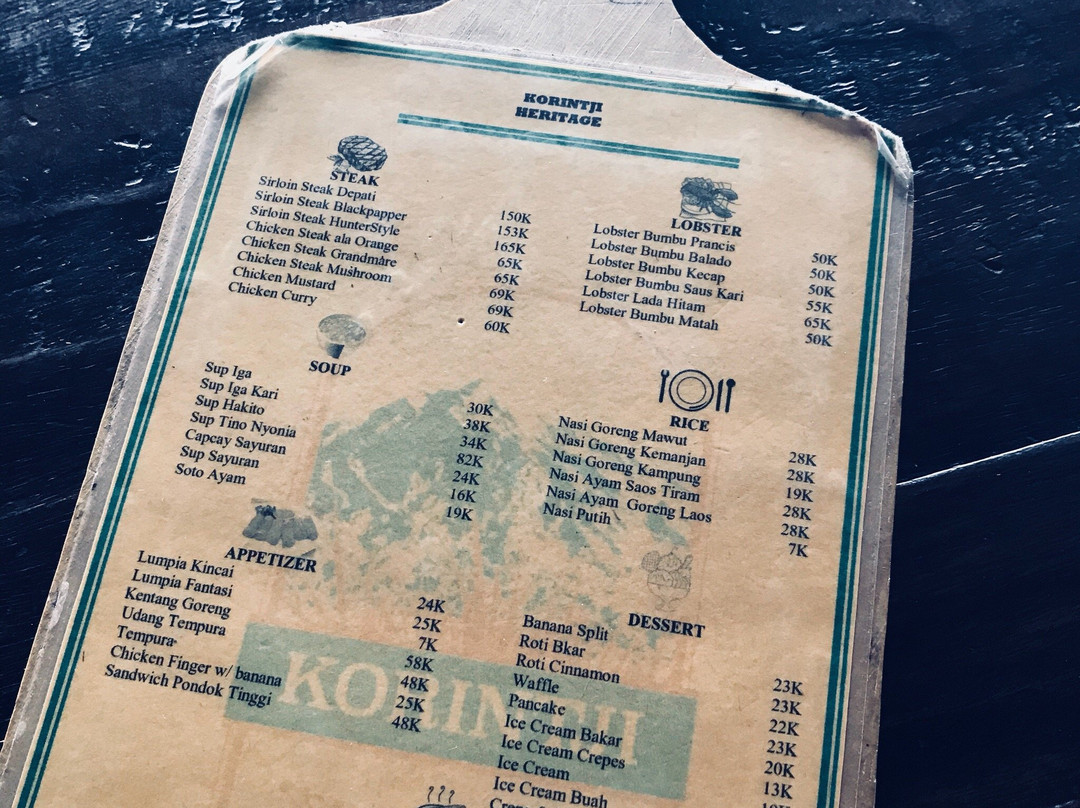 KORINTJI
HERITAGE
STEAK
Sirloin Steak Depati 150K
Sirloin Steak Blackpapper 153K
Sirloin Steak HunterStyle 165K
Chicken Steak ala Orange 65K
Chicken Steak Grandmare 65K
Chicken Steak Mushroom 69K
Chicken Mustard 69K
Chicken Curry 60K
SOUP
Sup Iga 30K
Sup Iga Kari 38K
Sup Hakito 34K
Sup Tino Nyonia 82K
Capcay Sayuran 24K
Sup Sayuran 16K
Soto Ayam 19K
APPETIZER
Lumpia Kincai 24K
Lumpia Fantasi 25K
Kentang Goreng 7K
Udang Tempura 58K
Tempura 48K
Chicken Finger w/ banana 25K
Sandwich Pondok Tinggi 48K
LOBSTER
Lobster Bumbu Prancis 50K
Lobster Bumbu Balado 50K
Lobster Bumbu Kecap 50K
Lobster Bumbu Saus Kari 55K
Lobster Lada Hitam 65K
Lobster Bumbu Matah 50K
RICE
Nasi Goreng Mawut 28K
Nasi Goreng Kemanjan 28K
Nasi Goreng Kampung 19K
Nasi Ayam Saos Tiram 28K
Nasi Ayam Goreng Laos 28K
Nasi Putih 7K
DESSERT
Banana Split 23K
Roti Bkar 23K
Roti Cinnamon 22K
Waffle 23K
Pancake 20K
Ice Cream Bakar 13K
Ice Cream Crepes
Ice Cream
Ice Cream Buah
KORINTJI